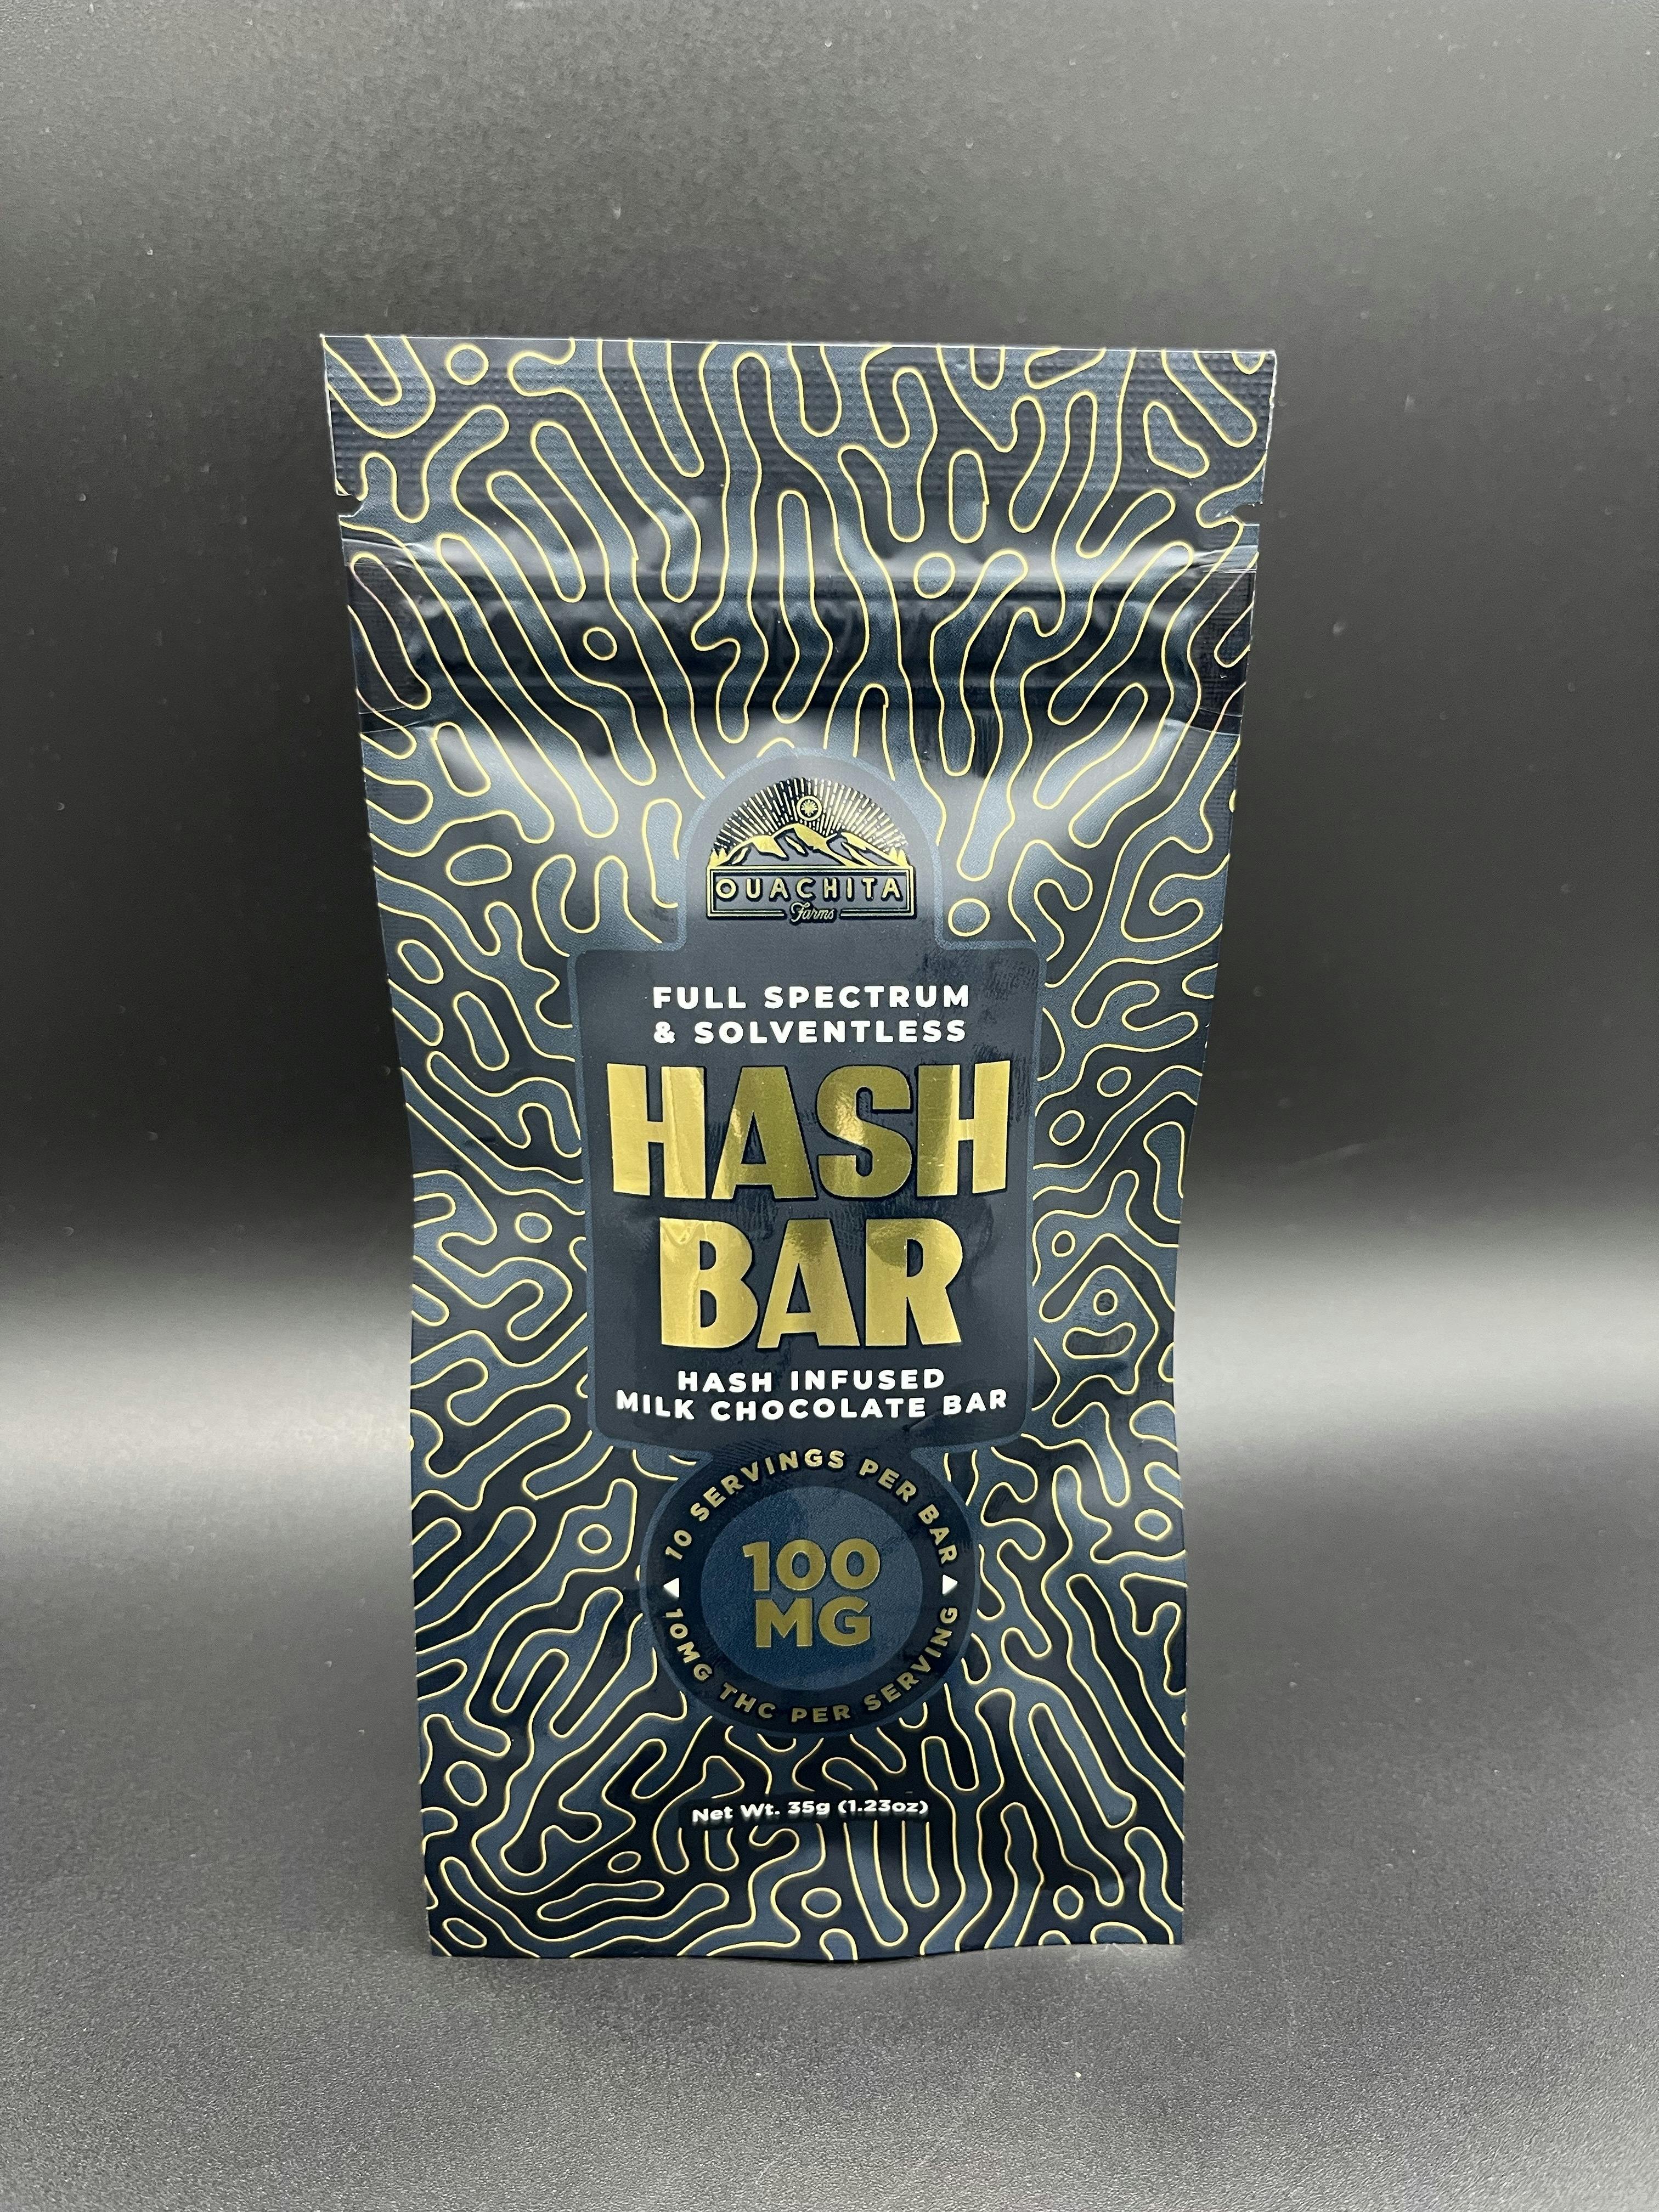 OUACHITA
Farms
FULL SPECTRUM
& SOLVENTLESS
HASH
BAR
HASH INFUSED
MILK CHOCOLATE BAR
10 SERVINGS PER BAR
100
MG
10MG THC PER SERVING
Net Wt. 35g (1.23oz)